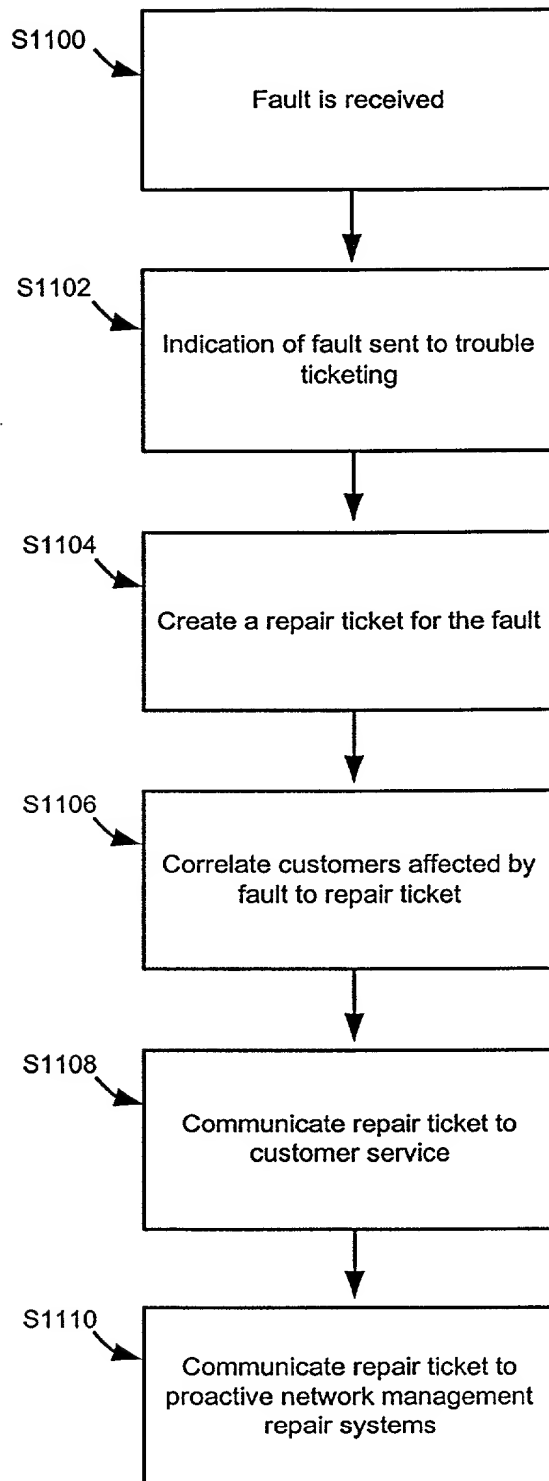 S1100
Fault is received
S1102
Indication of fault sent to trouble
ticketing
S1104
Create a repair ticket for the fault
S1106
Correlate customers affected by
fault to repair ticket
S1108
Communicate repair ticket to
customer service
S1110
Communicate repair ticket to
proactive network management
repair systems